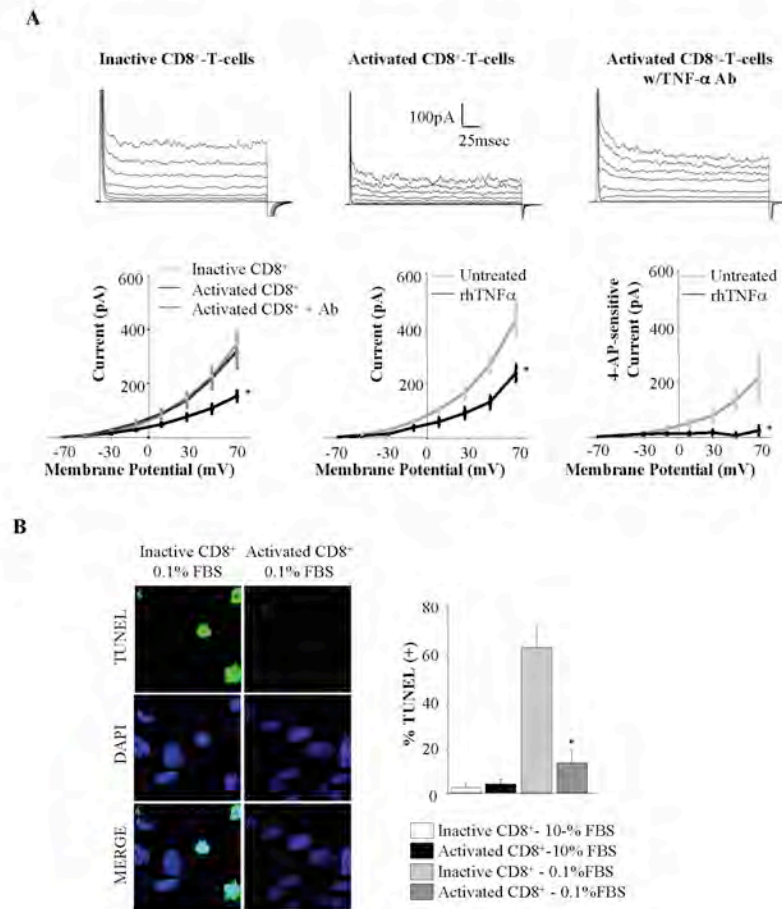 A
Inactive CD8⁺-T-cells
Activated CD8⁺-T-cells
Activated CD8⁺-T-cells
w/TNF-α Ab
100pA
25msec
Current (pA)
600
400
200
-70
-30
0
30
70
Membrane Potential (mV)
Inactive CD8⁺
Activated CD8⁺
Activated CD8⁺ + Ab
*
Current (pA)
600
400
200
-70
-30
0
30
70
Membrane Potential (mV)
Untreated
rhTNFα
*
4-AP-sensitive
Current (pA)
600
400
200
-70
-30
0
30
70
Membrane Potential (mV)
Untreated
rhTNFα
*
B
Inactive CD8⁺
0.1% FBS
Activated CD8⁺
0.1% FBS
TUNEL
DAPI
MERGE
% TUNEL (+)
80
60
40
20
0
*
Inactive CD8⁺- 10-% FBS
Activated CD8⁺-10% FBS
Inactive CD8⁺ - 0.1%FBS
Activated CD8⁺ - 0.1%FBS